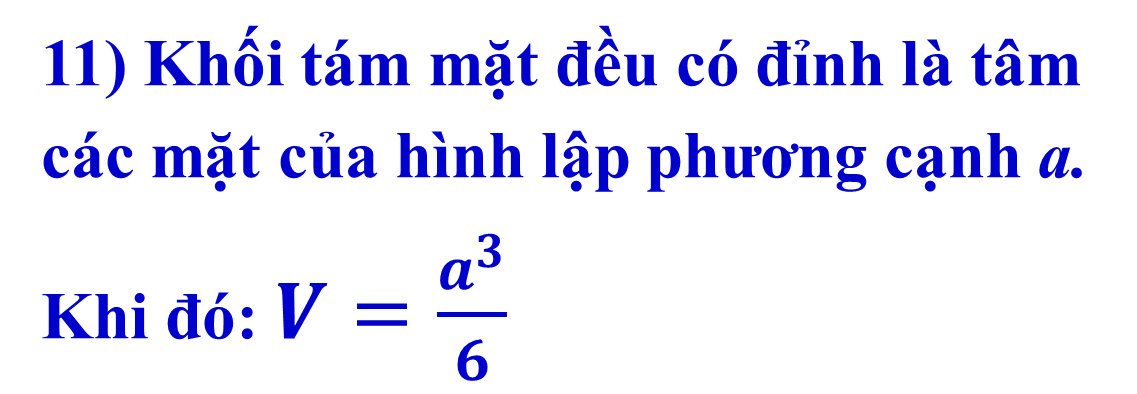 11) Khối tám mặt đều có đỉnh là tâm
các mặt của hình lập phương cạnh a.
Khi đó: V = a³/6